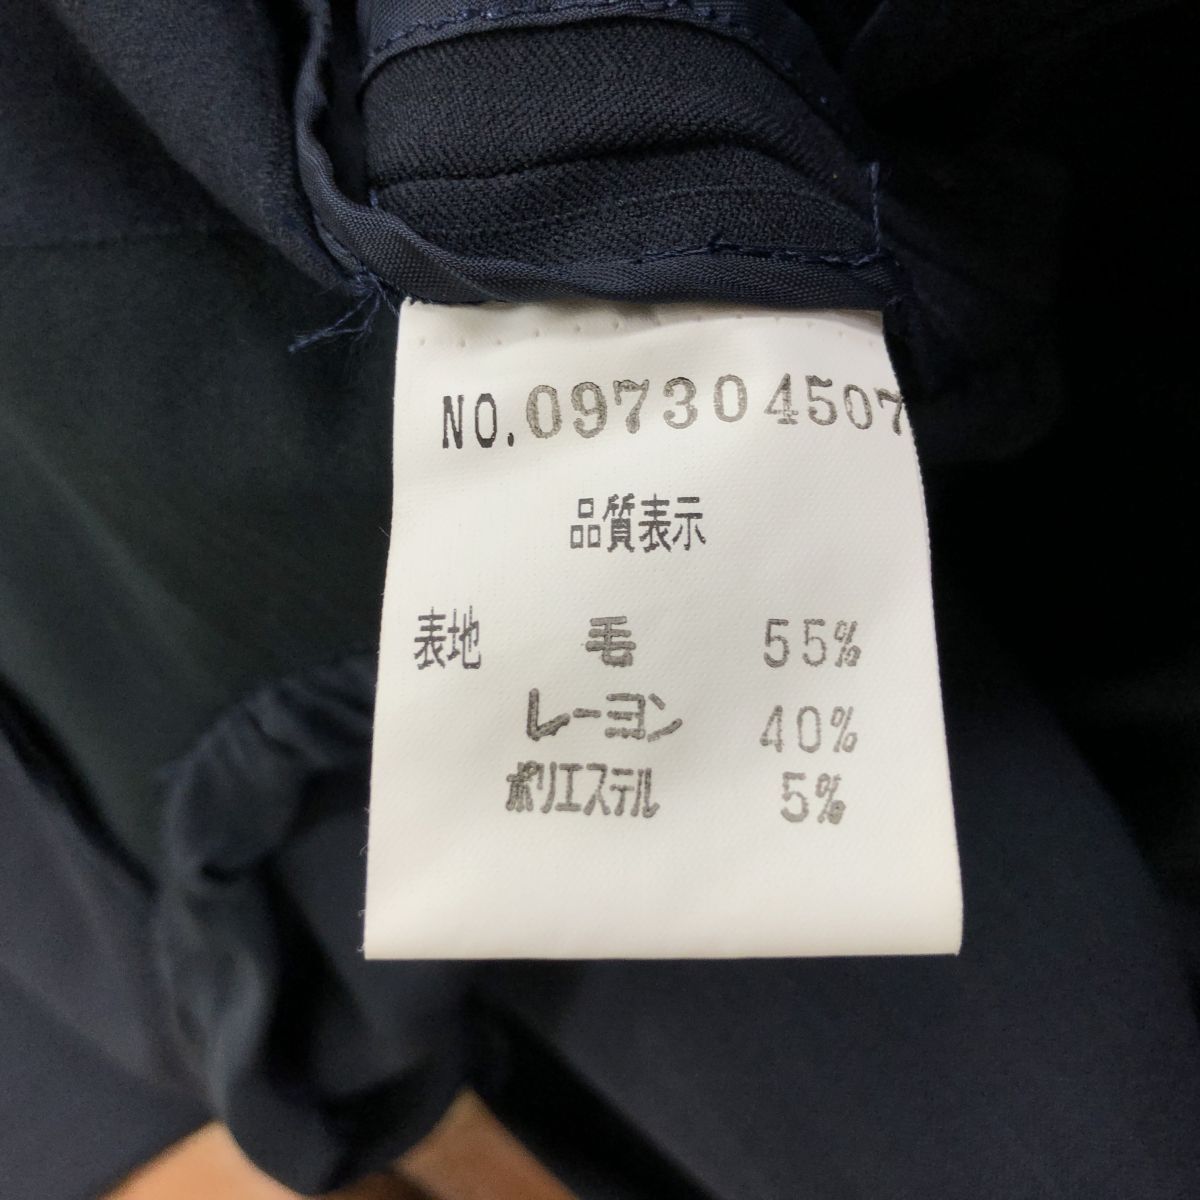 NO.097304507
品質表示
表地 毛 55%
レーヨン 40%
ポリエステル 5%